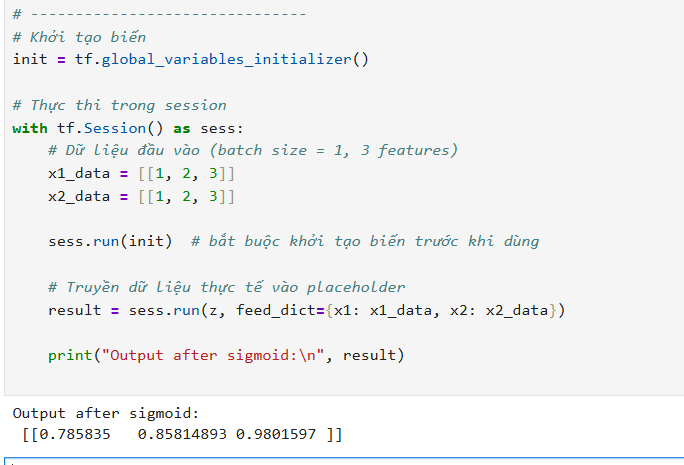 # -------------------------------
# Khởi tạo biến
init = tf.global_variables_initializer()
# Thực thi trong session
with tf.Session() as sess:
    # Dữ liệu đầu vào (batch size = 1, 3 features)
    x1_data = [[1, 2, 3]]
    x2_data = [[1, 2, 3]]
    sess.run(init)  # bắt buộc khởi tạo biến trước khi dùng
    # Truyền dữ liệu thực tế vào placeholder
    result = sess.run(z, feed_dict={x1: x1_data, x2: x2_data})
    print("Output after sigmoid:\n", result)
Output after sigmoid:
 [[0.785835   0.85814893 0.9801597 ]]